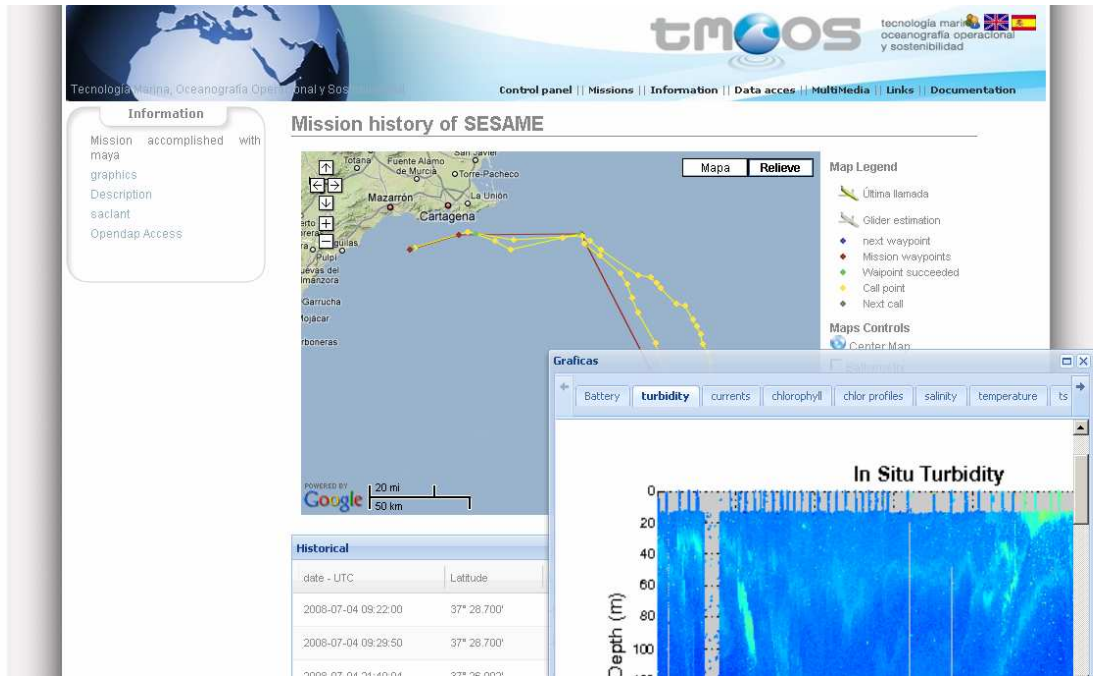 tmoos
tecnología marina
oceanografía operacional
y sostenibilidad
Tecnología Marina, Oceanografía
Control panel || Missions || Information || Data acces || MultiMedia || Links || Documentation
Information
Mission accomplished with
maya
graphics
Description
saclant
Opendap Access
Mission history of SESAME
San Javier
Totana
Fuente Alamo
de Murcia
Torre-Pacheco
La Unión
Mazarrón
Cartagena
Pulpí
Cuevas del
Almanzora
Garrucha
Mojácar
Mapa
Relieve
POWERED BY
Google
20 mi
50 km
Map Legend
Última llamada
Glider estimation
next waypoint
Mission waypoints
Waipoint succeeded
Call point
Next call
Maps Controls
Center Map
Graficas
Battery
turbidity
currents
chlorophyll
chlor profiles
salinity
temperature
ts
In Situ Turbidity
0
20
40
60
80
100
Depth (m)
Historical
date - UTC
Latitude
2008-07-04 09:22:00
37° 28.700'
2008-07-04 09:29:50
37° 28.700'